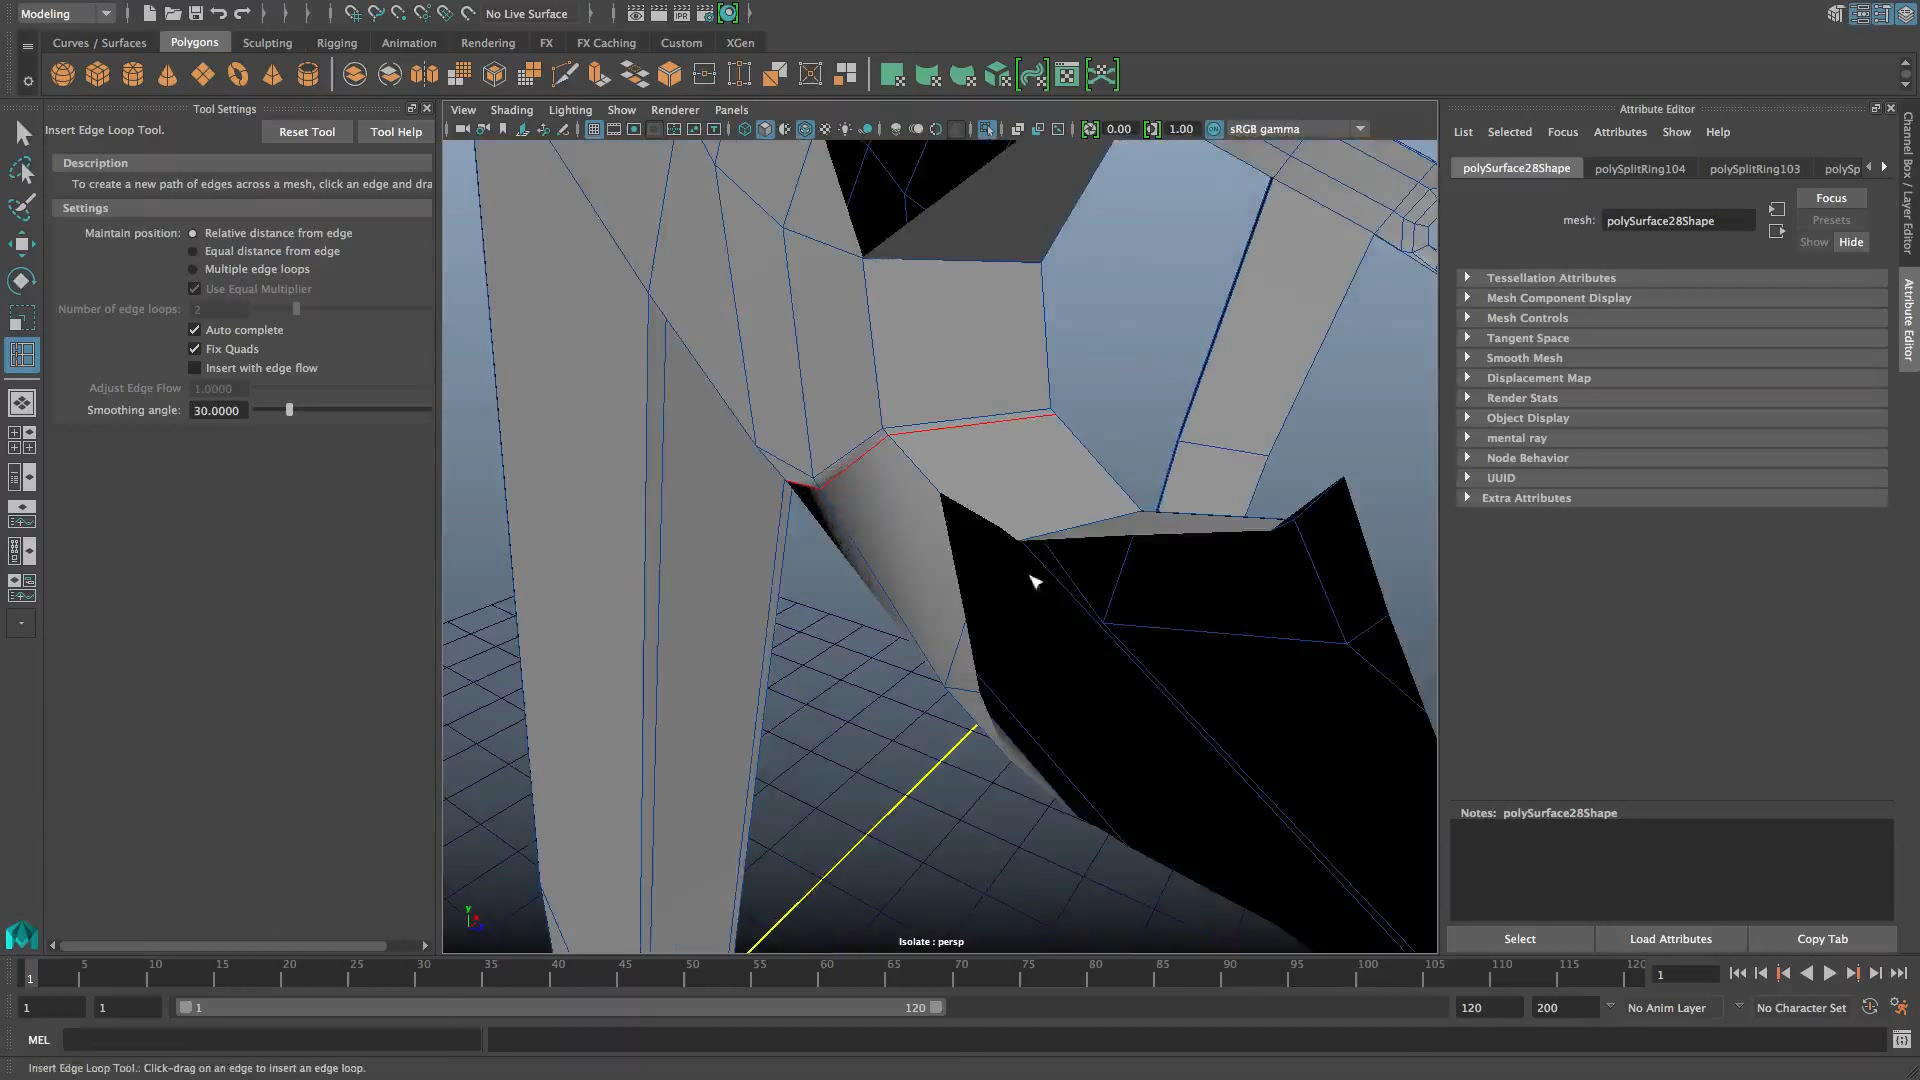 Modeling
No Live Surface
Curves / Surfaces
Polygons
Sculpting
Rigging
Animation
Rendering
FX
FX Caching
Custom
XGen
Tool Settings
Insert Edge Loop Tool.
Reset Tool
Tool Help
Description
To create a new path of edges across a mesh, click an edge and dra
Settings
Maintain position:
Relative distance from edge
Equal distance from edge
Multiple edge loops
Use Equal Multiplier
Number of edge loops:
2
Auto complete
Fix Quads
Insert with edge flow
Adjust Edge Flow
1.0000
Smoothing angle:
30.0000
View
Shading
Lighting
Show
Renderer
Panels
0.00
1.00
sRGB gamma
IPR
y
Isolate : persp
Attribute Editor
List
Selected
Focus
Attributes
Show
Help
polySurface28Shape
polySplitRing104
polySplitRing103
polySp
mesh:
polySurface28Shape
Focus
Presets
Show
Hide
Tessellation Attributes
Mesh Component Display
Mesh Controls
Tangent Space
Smooth Mesh
Displacement Map
Render Stats
Object Display
mental ray
Node Behavior
UUID
Extra Attributes
Notes: polySurface28Shape
Select
Load Attributes
Copy Tab
Channel Box / Layer Editor
Attribute Editor
1
5
10
15
20
25
30
35
40
45
50
55
60
65
70
75
80
85
90
95
100
105
110
115
120
1
1
1
1
120
120
200
No Anim Layer
No Character Set
MEL
Insert Edge Loop Tool.: Click-drag on an edge to insert an edge loop.